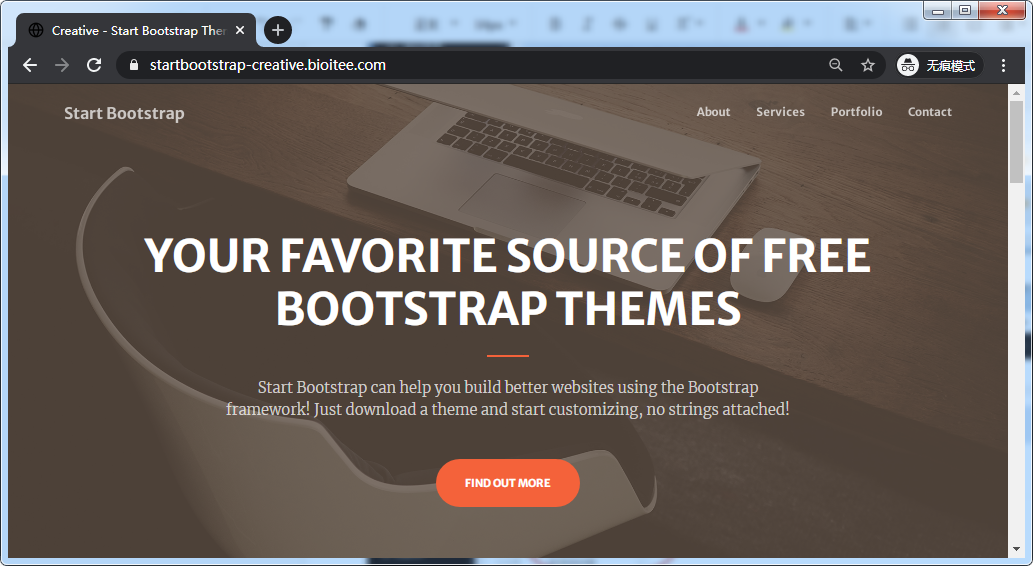 Creative - Start Bootstrap Ther
startbootstrap-creative.bioitee.com
无痕模式
Start Bootstrap
About
Services
Portfolio
Contact
YOUR FAVORITE SOURCE OF FREE
BOOTSTRAP THEMES
Start Bootstrap can help you build better websites using the Bootstrap
framework! Just download a theme and start customizing, no strings attached!
FIND OUT MORE